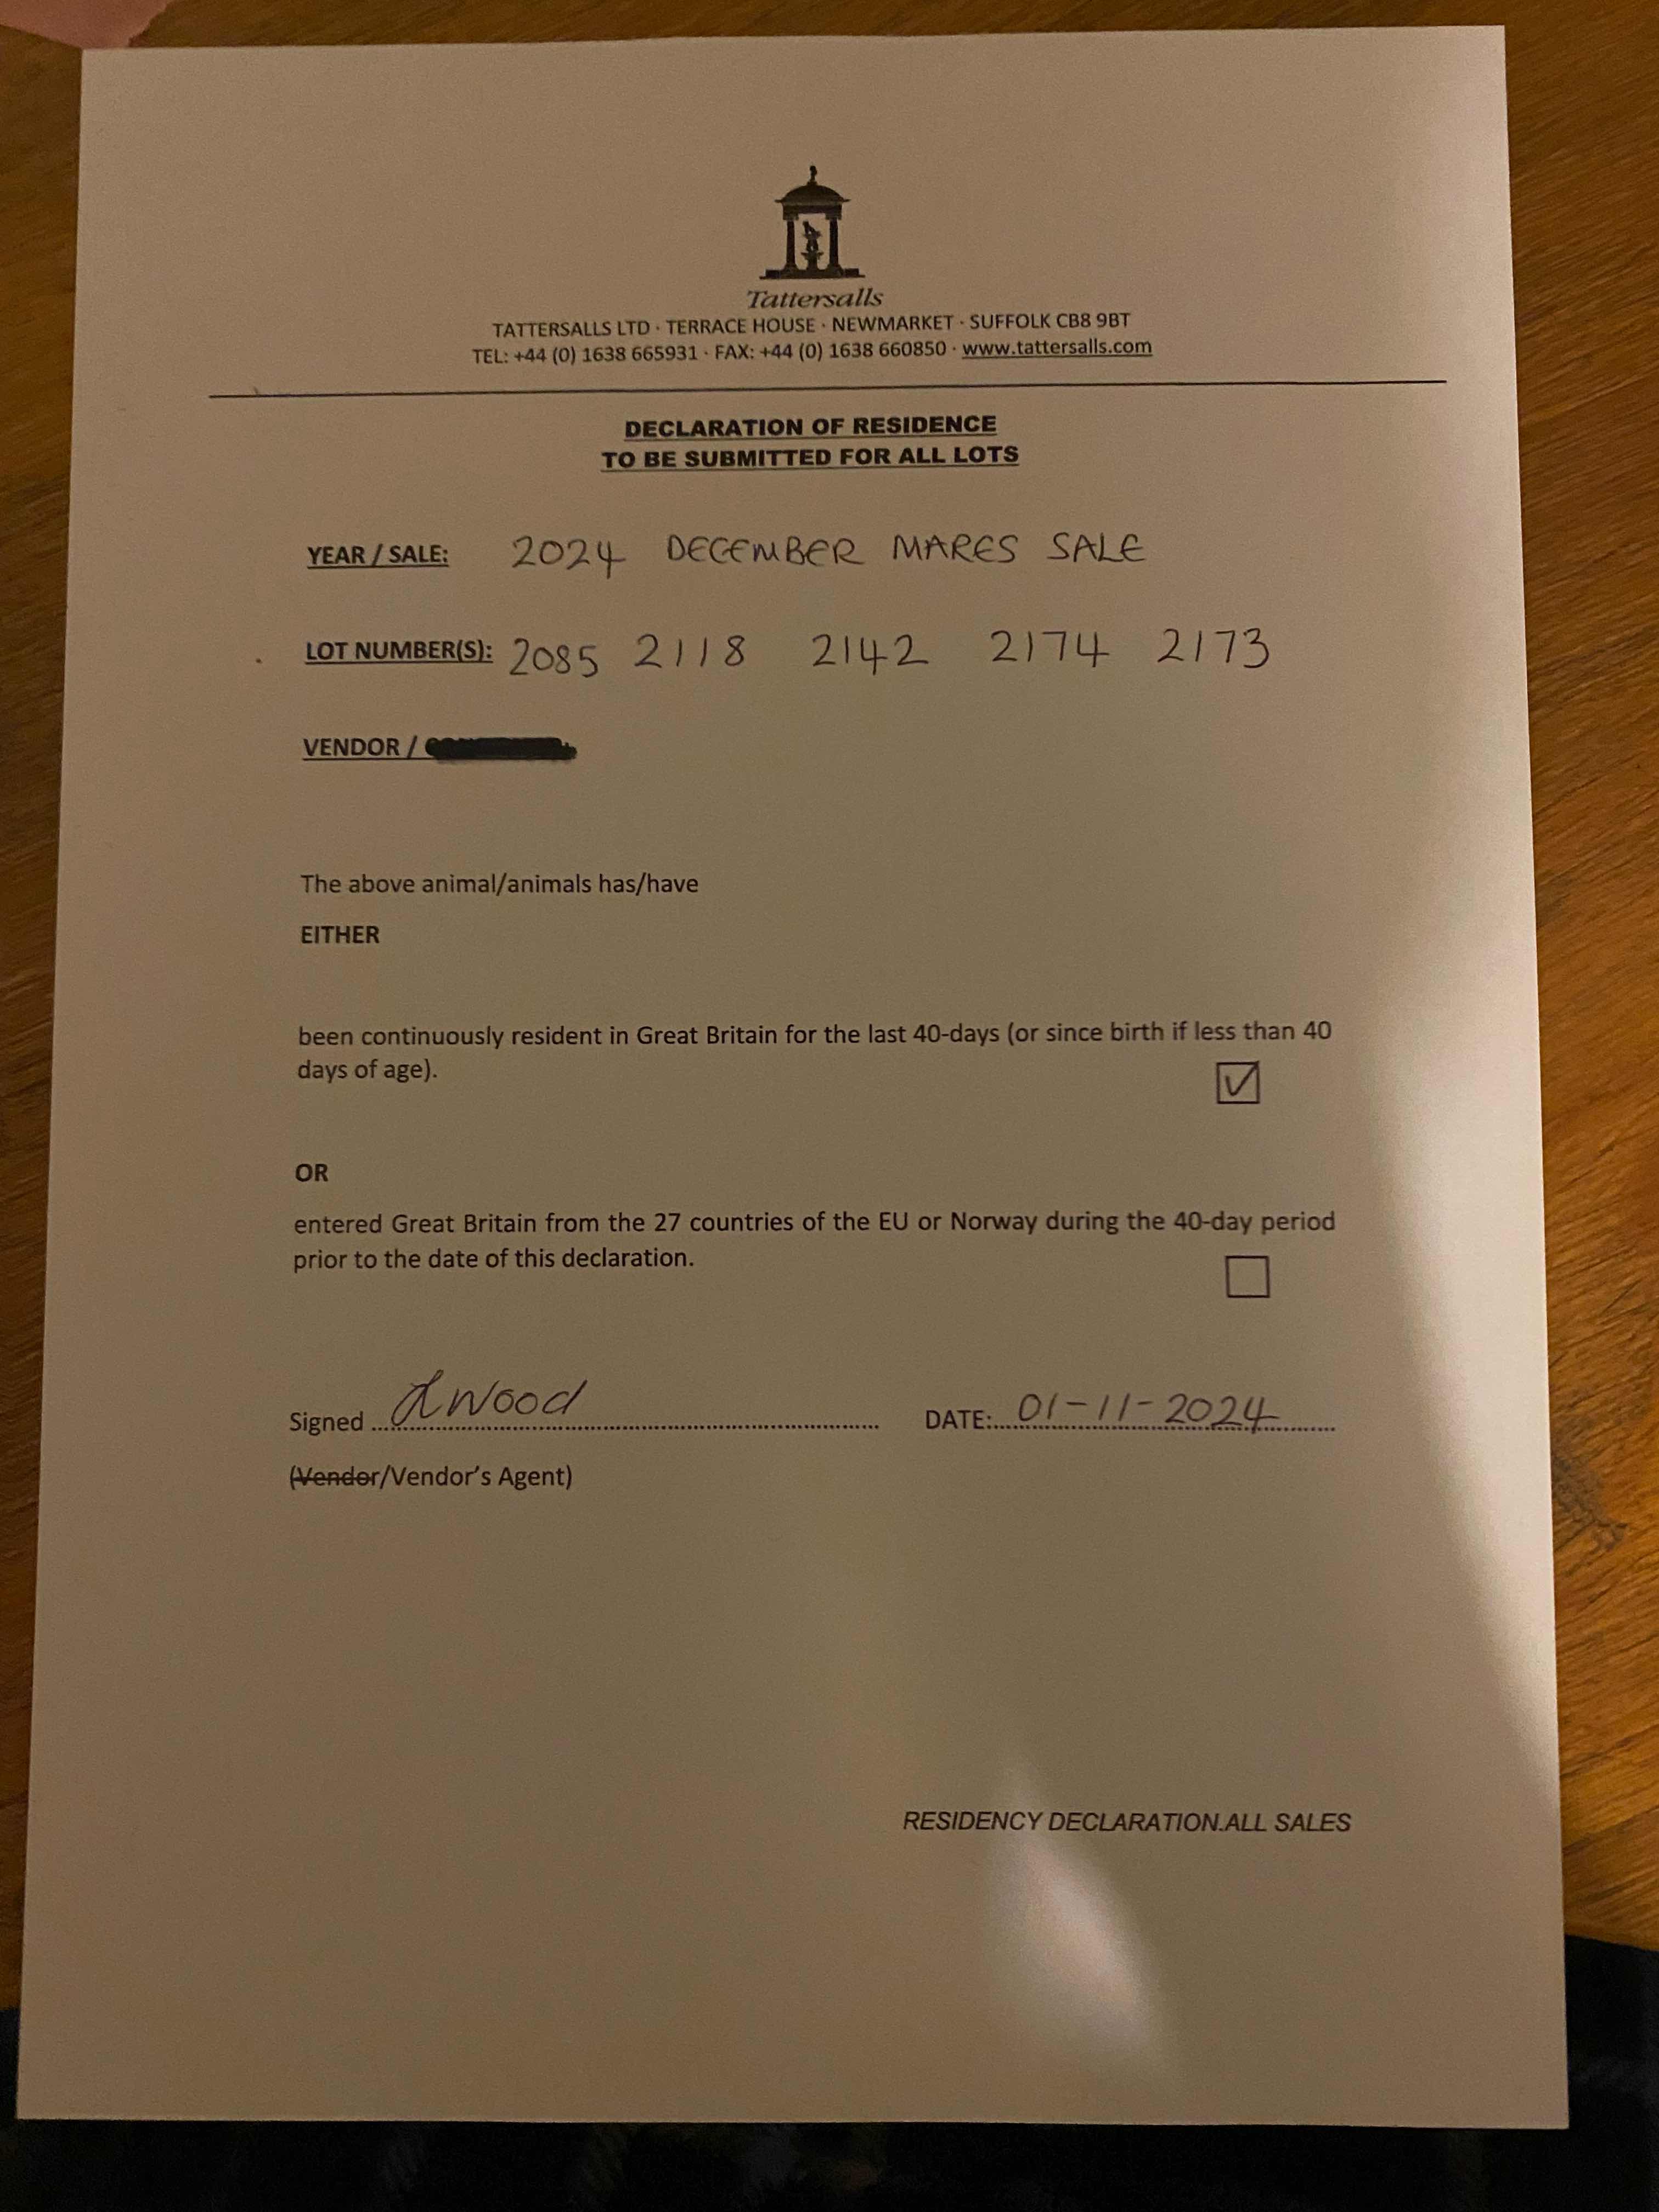 Tattersalls
TATTERSALLS LTD · TERRACE HOUSE · NEWMARKET · SUFFOLK CB8 9BT
TEL: +44 (0) 1638 665931 · FAX: +44 (0) 1638 660850 · www.tattersalls.com
DECLARATION OF RESIDENCE
TO BE SUBMITTED FOR ALL LOTS
YEAR / SALE: 2024 DECEMBER MARES SALE
LOT NUMBER(S): 2085 2118 2142 2174 2173
VENDOR /
The above animal/animals has/have
EITHER
been continuously resident in Great Britain for the last 40-days (or since birth if less than 40
days of age).
OR
entered Great Britain from the 27 countries of the EU or Norway during the 40-day period
prior to the date of this declaration.
Signed Wood DATE: 01-11-2024
(Vendor/Vendor's Agent)
RESIDENCY DECLARATION.ALL SALES